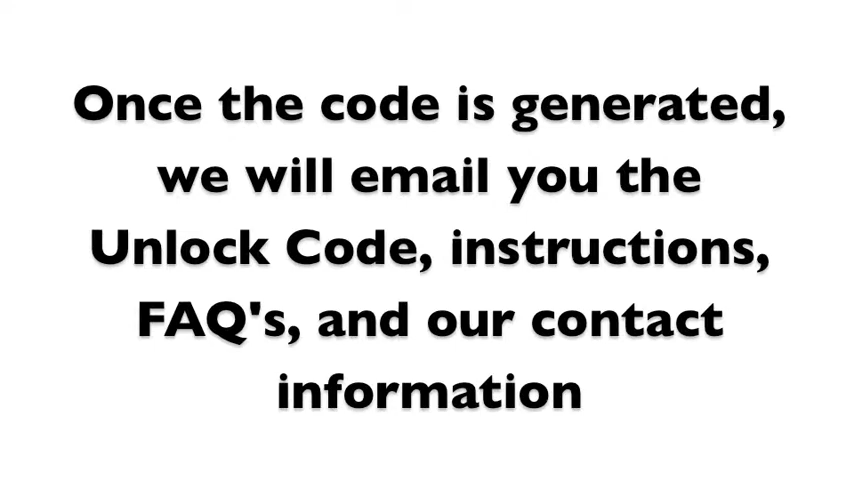 Once the code is generated,
we will email you the
Unlock Code, instructions,
FAQ's, and our contact
information